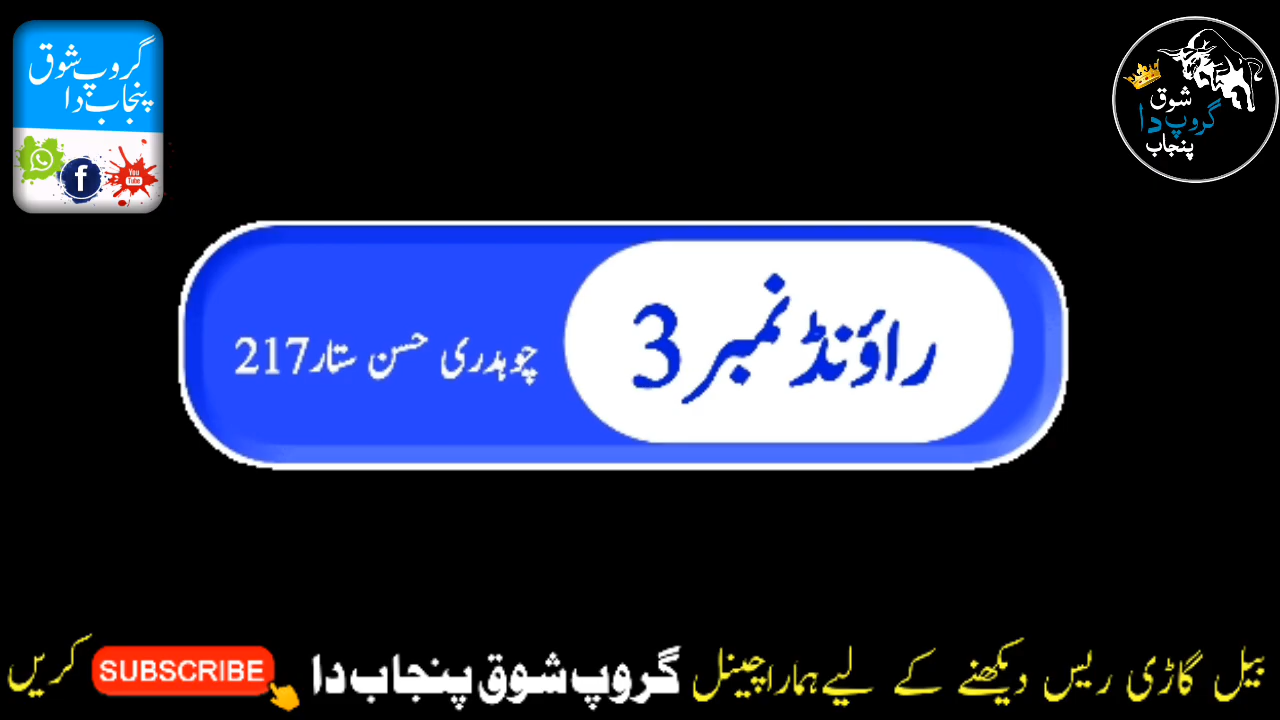 گروپ شوق
پنجاب دا
You
Tube
شوق
گروپ دا
پنجاب
راؤنڈ نمبر 3
چوہدری حسن ستار 217
بیل گاڑی ریس دیکھنے کے لیے ہمارا چینل گروپ شوق پنجاب دا SUBSCRIBE کریں